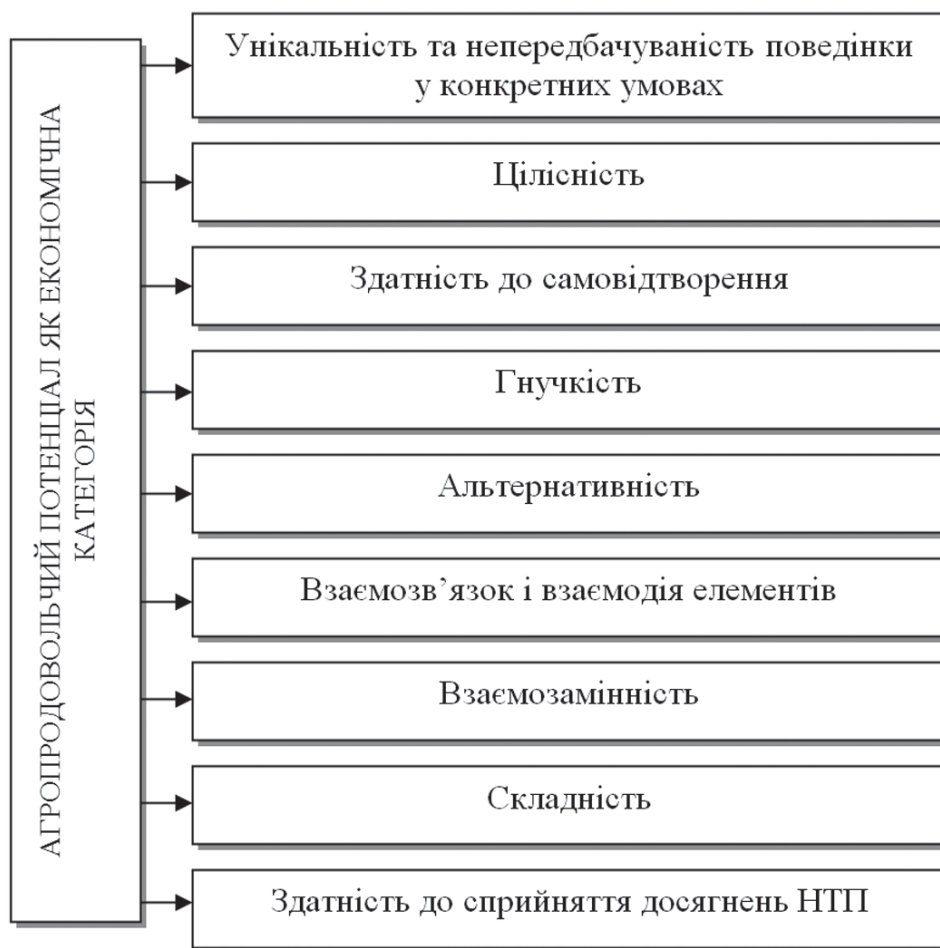 АГРОПРОДОВОЛЬЧИЙ ПОТЕНЦІАЛ ЯК ЕКОНОМІЧНА
КАТЕГОРІЯ
Унікальність та непередбачуваність поведінки
у конкретних умовах
Цілісність
Здатність до самовідтворення
Гнучкість
Альтернативність
Взаємозв’язок і взаємодія елементів
Взаємозамінність
Складність
Здатність до сприйняття досягнень НТП